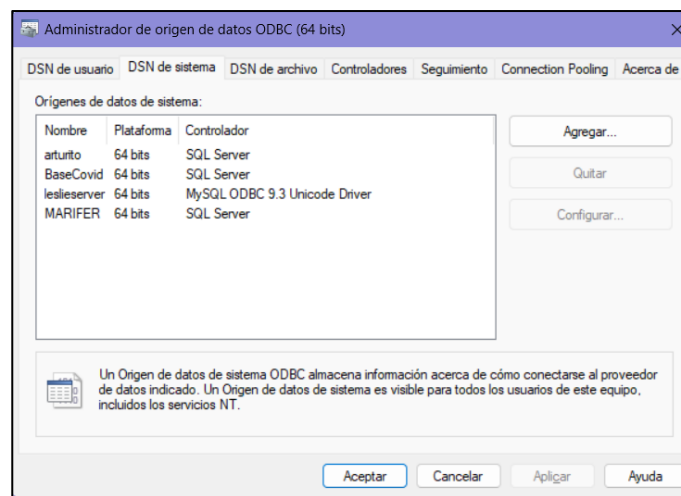 Administrador de origen de datos ODBC (64 bits)
DSN de usuario DSN de sistema DSN de archivo Controladores Seguimiento Connection Pooling Acerca de
Orígenes de datos de sistema:
Nombre Plataforma Controlador
arturito 64 bits SQL Server
BaseCovid 64 bits SQL Server
leslieserver 64 bits MySQL ODBC 9.3 Unicode Driver
MARIFER 64 bits SQL Server
Agregar...
Quitar
Configurar...
Un Origen de datos de sistema ODBC almacena información acerca de cómo conectarse al proveedor
de datos indicado. Un Origen de datos de sistema es visible para todos los usuarios de este equipo,
incluidos los servicios NT.
Aceptar Cancelar Aplicar Ayuda